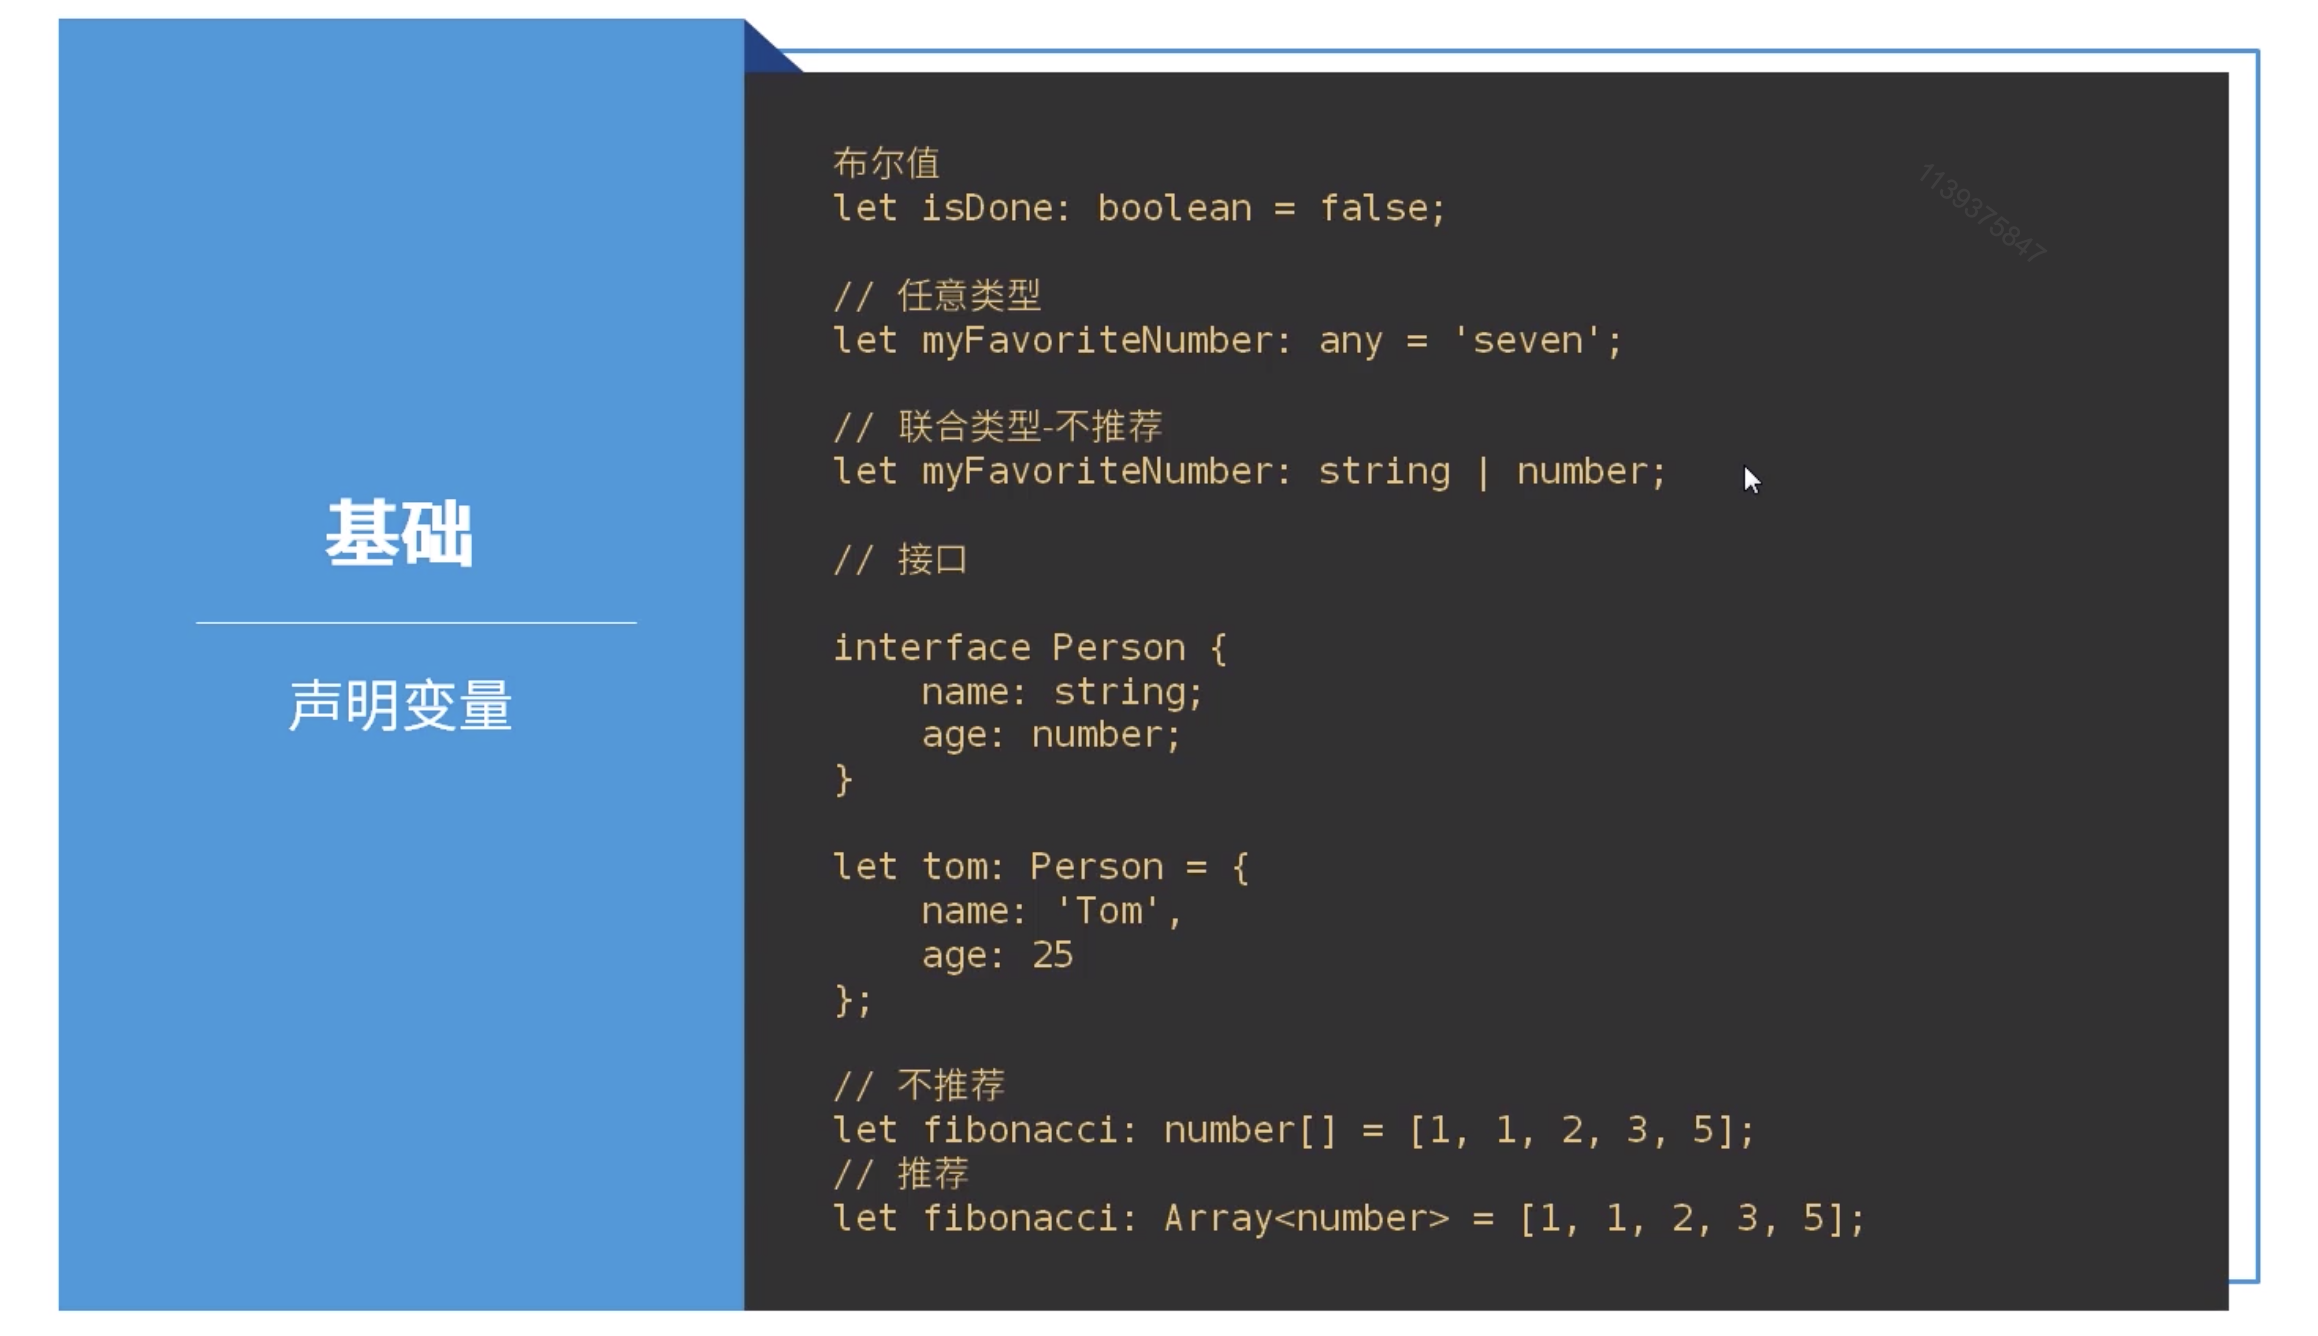 基础
声明变量
布尔值
let isDone: boolean = false;
// 任意类型
let myFavoriteNumber: any = 'seven';
// 联合类型-不推荐
let myFavoriteNumber: string | number;
// 接口
interface Person {
    name: string;
    age: number;
}
let tom: Person = {
    name: 'Tom',
    age: 25
};
// 不推荐
let fibonacci: number[] = [1, 1, 2, 3, 5];
// 推荐
let fibonacci: Array<number> = [1, 1, 2, 3, 5];
1139375847